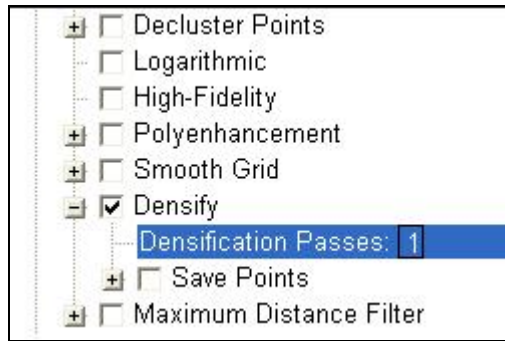 Decluster Points
Logarithmic
High-Fidelity
Polyenhancement
Smooth Grid
Densify
Densification Passes: 1
Save Points
Maximum Distance Filter